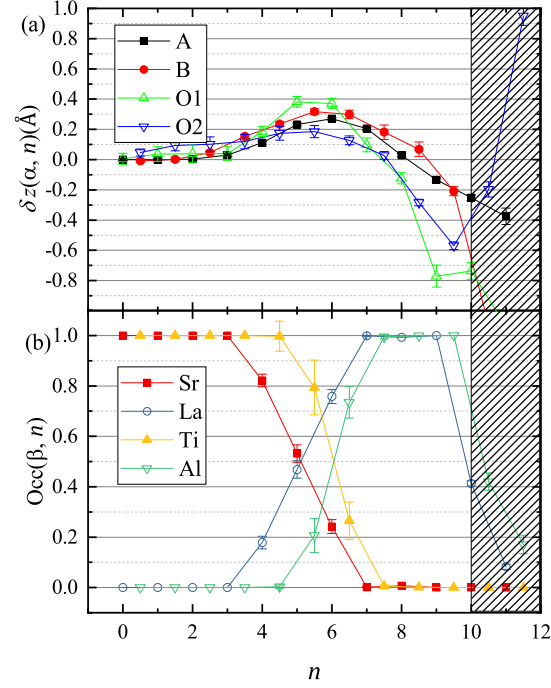 (a)
1.0
0.8
0.6
0.4
0.2
0.0
-0.2
-0.4
-0.6
-0.8
δz(α, n)(Å)
A
B
O1
O2
(b)
1.0
0.8
0.6
0.4
0.2
0.0
Occ(β, n)
Sr
La
Ti
Al
0 2 4 6 8 10 12
n